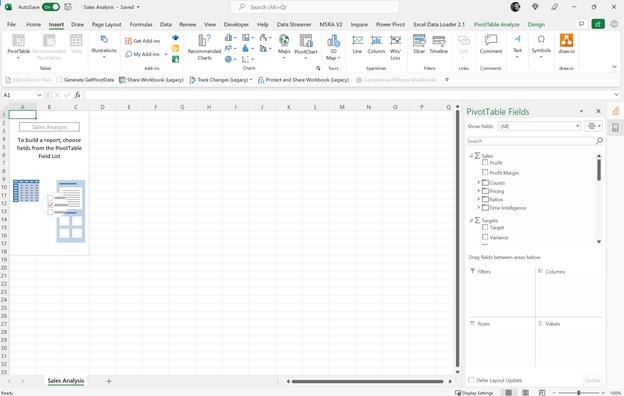 AutoSave On Sales Analysis - Saved Search (Alt+Q)
File Home Insert Draw Page Layout Formulas Data Review View Developer Help Data Streamer MSRA V2 Inquire Power Pivot Excel Data Loader 2.1 PivotTable Analyze Design
PivotTable Recommended PivotTables Table
Tables
Illustrations
Get Add-ins
My Add-ins
Add-ins
Recommended Charts
Maps PivotChart
Charts
3D Map
Tours
Line Column Win/Loss
Sparklines
Slicer Timeline
Filters
Link
Links
Comment
Comments
Text
Symbols
draw.io
draw.io
Edit Links to Files Generate GetPivotData Share Workbook (Legacy) Track Changes (Legacy) Protect and Share Workbook (Legacy) Compare and Merge Workbooks
A1 fx
A B C D E F G H I J K L M N O P Q
1
2
3
4
5
6
7
8
9
10
11
12
13
14
15
16
17
18
19
20
21
22
23
24
25
26
27
28
29
30
31
32
33
Sales Analysis
To build a report, choose
fields from the PivotTable
Field List
PivotTable Fields
Show fields: (All)
Search
Σ Sales
Profit
Profit Margin
Counts
Pricing
Ratios
Time Intelligence
Σ Targets
Target
Variance
Drag fields between areas below:
Filters Columns
Rows Σ Values
Defer Layout Update Update
Sales Analysis
Ready Display Settings 100%